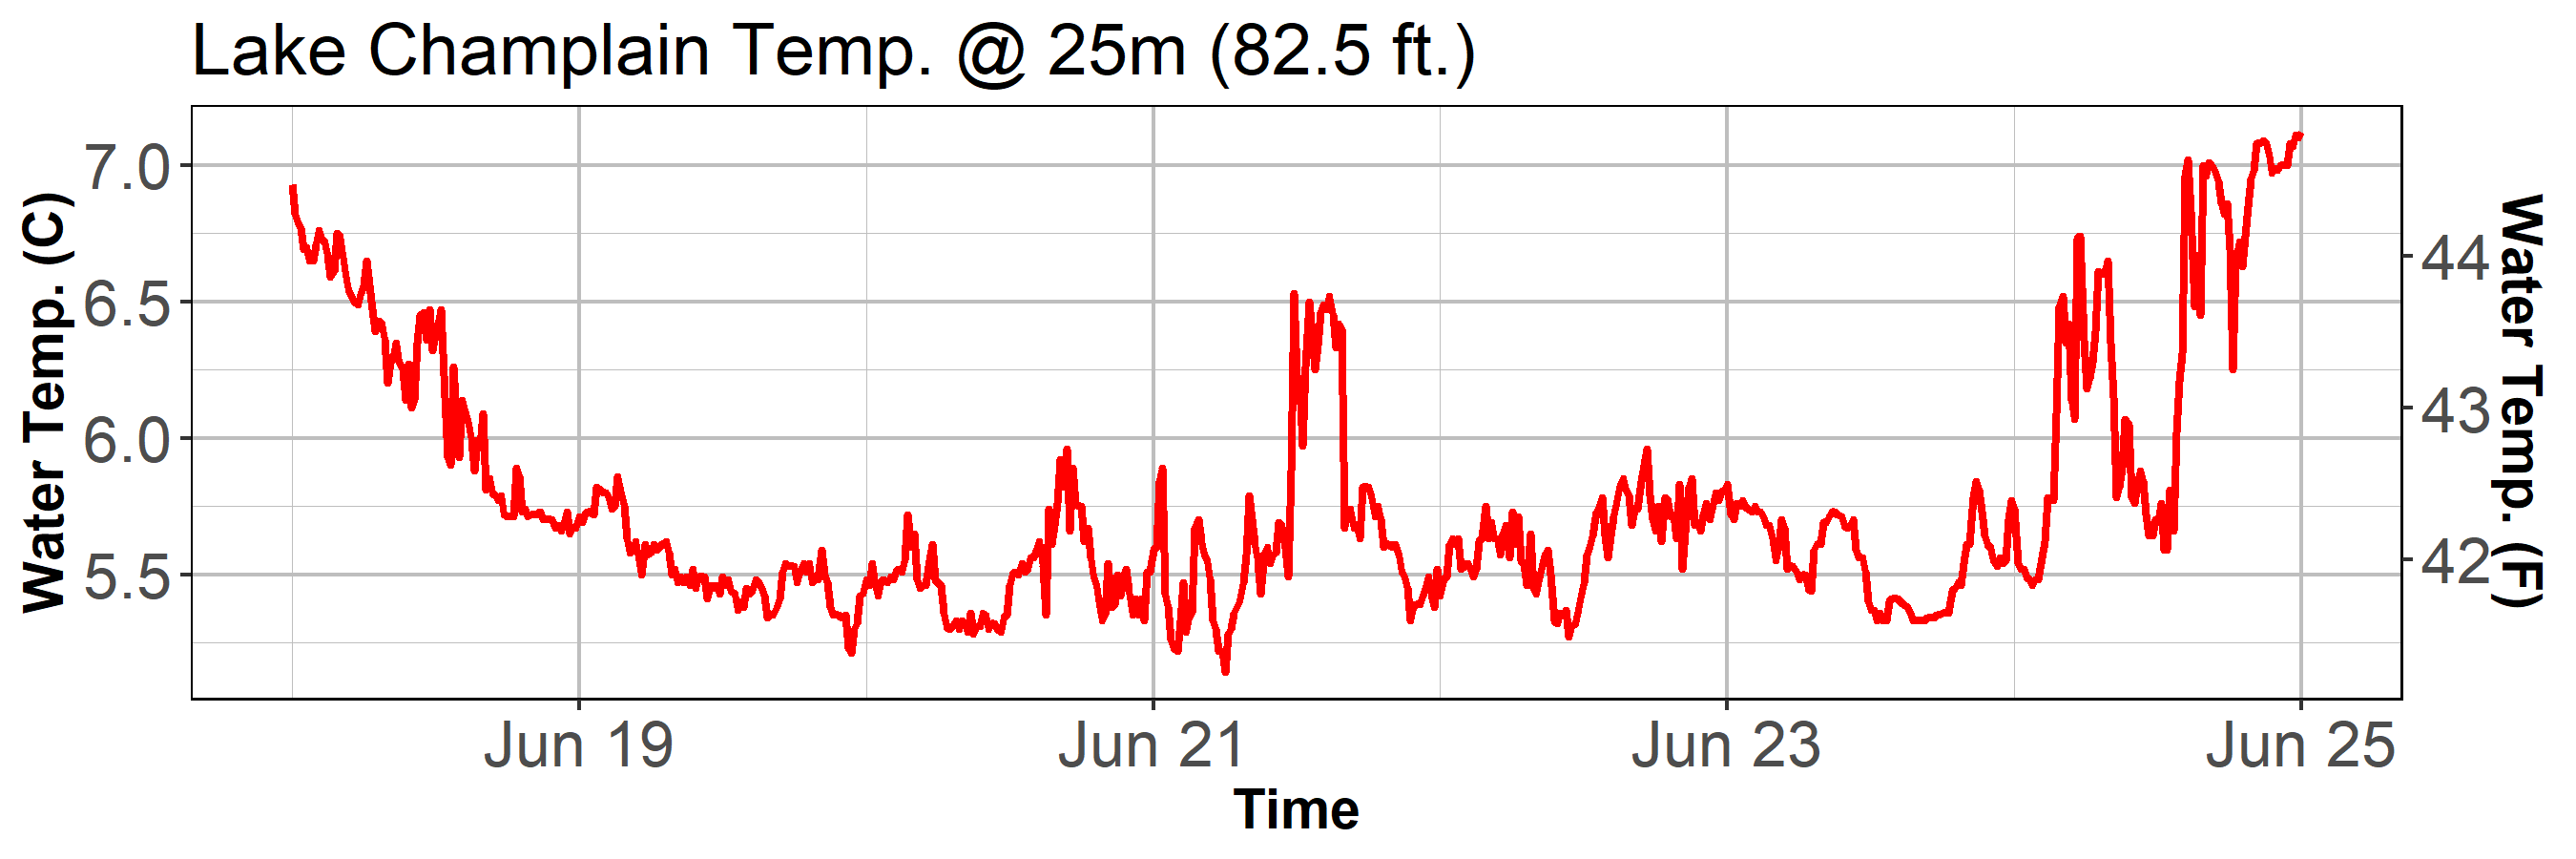 Lake Champlain Temp. @ 25m (82.5 ft.)
Water Temp. (C)
7.0
6.5
6.0
5.5
44
43
42
Water Temp. (F)
Jun 19
Jun 21
Jun 23
Jun 25
Time